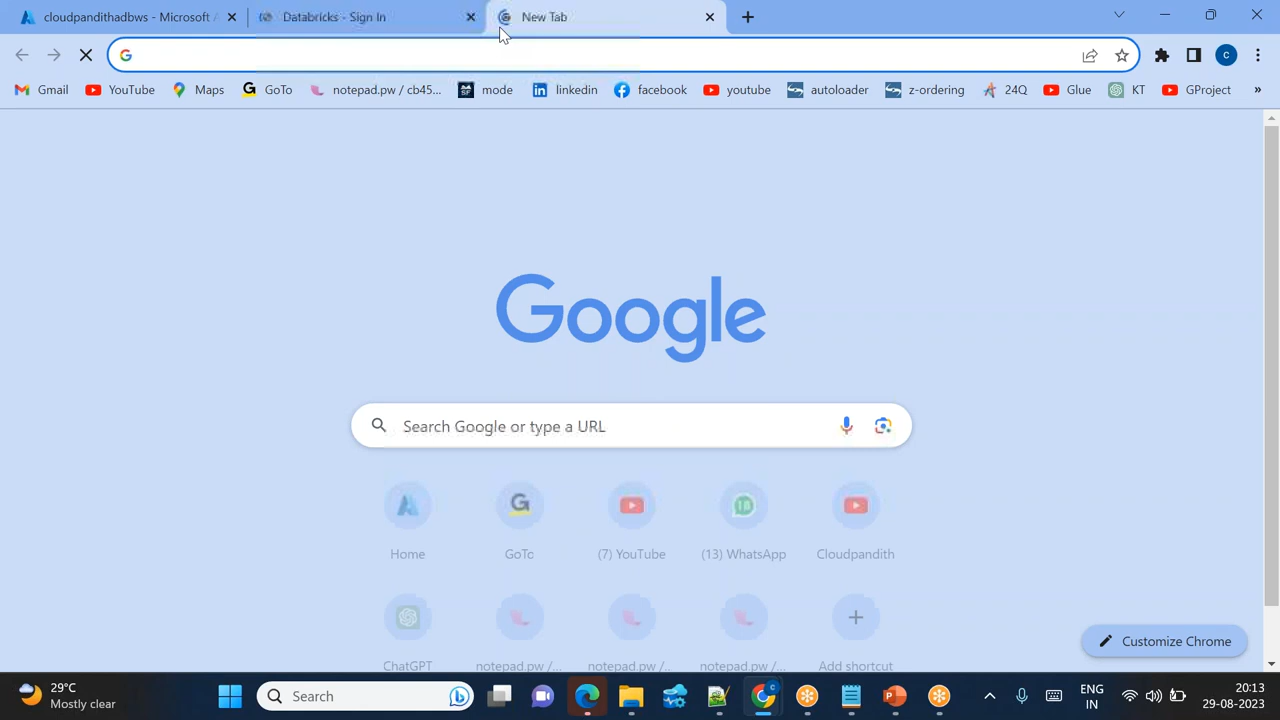 cloudpandithadbws - Microsoft A
Databricks - Sign In
New Tab
Gmail
YouTube
Maps
GoTo
notepad.pw / cb45...
mode
linkedin
facebook
youtube
autoloader
z-ordering
24Q
Glue
KT
GProject
»
Google
Search Google or type a URL
Home
GoTo
(7) YouTube
(13) WhatsApp
Cloudpandith
ChatGPT
notepad.pw /...
notepad.pw /...
notepad.pw /...
Add shortcut
Customize Chrome
29°C
Mostly clear
Search
ENG
IN
20:13
29-08-2023